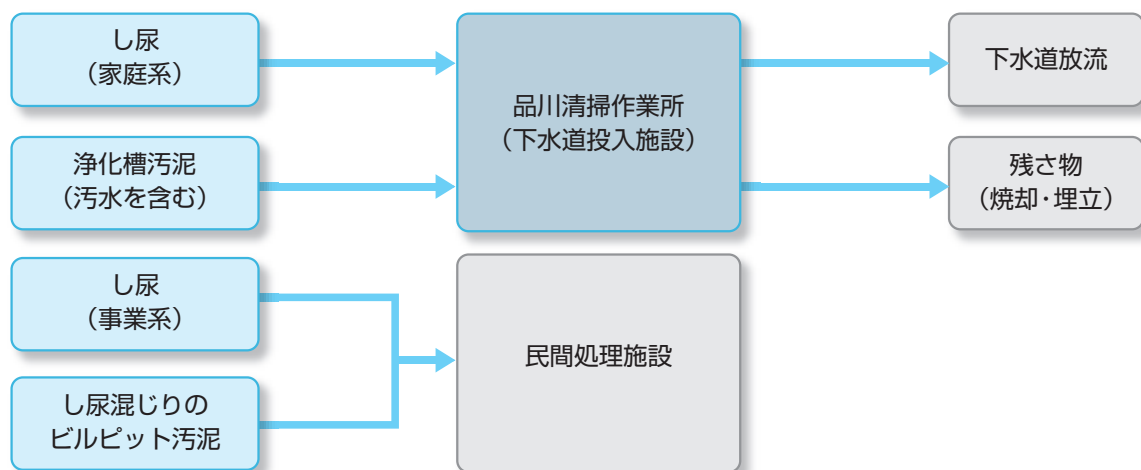 し尿
（家庭系）
浄化槽汚泥
（汚水を含む）
品川清掃作業所
（下水道投入施設）
下水道放流
残さ物
（焼却・埋立）
し尿
（事業系）
し尿混じりの
ビルピット汚泥
民間処理施設